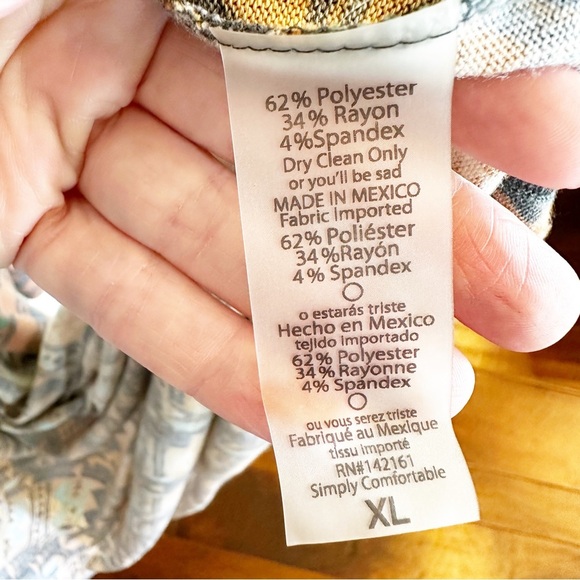 62% Polyester
34% Rayon
4%Spandex
Dry Clean Only
or you'll be sad
MADE IN MEXICO
Fabric Imported
62% Poliéster
34%Rayón
4% Spandex
o estarás triste
Hecho en Mexico
tejido importado
62% Polyester
34% Rayonne
4% Spandex
ou vous serez triste
Fabriqué au Mexique
tissu importé
RN#142161
Simply Comfortable
XL